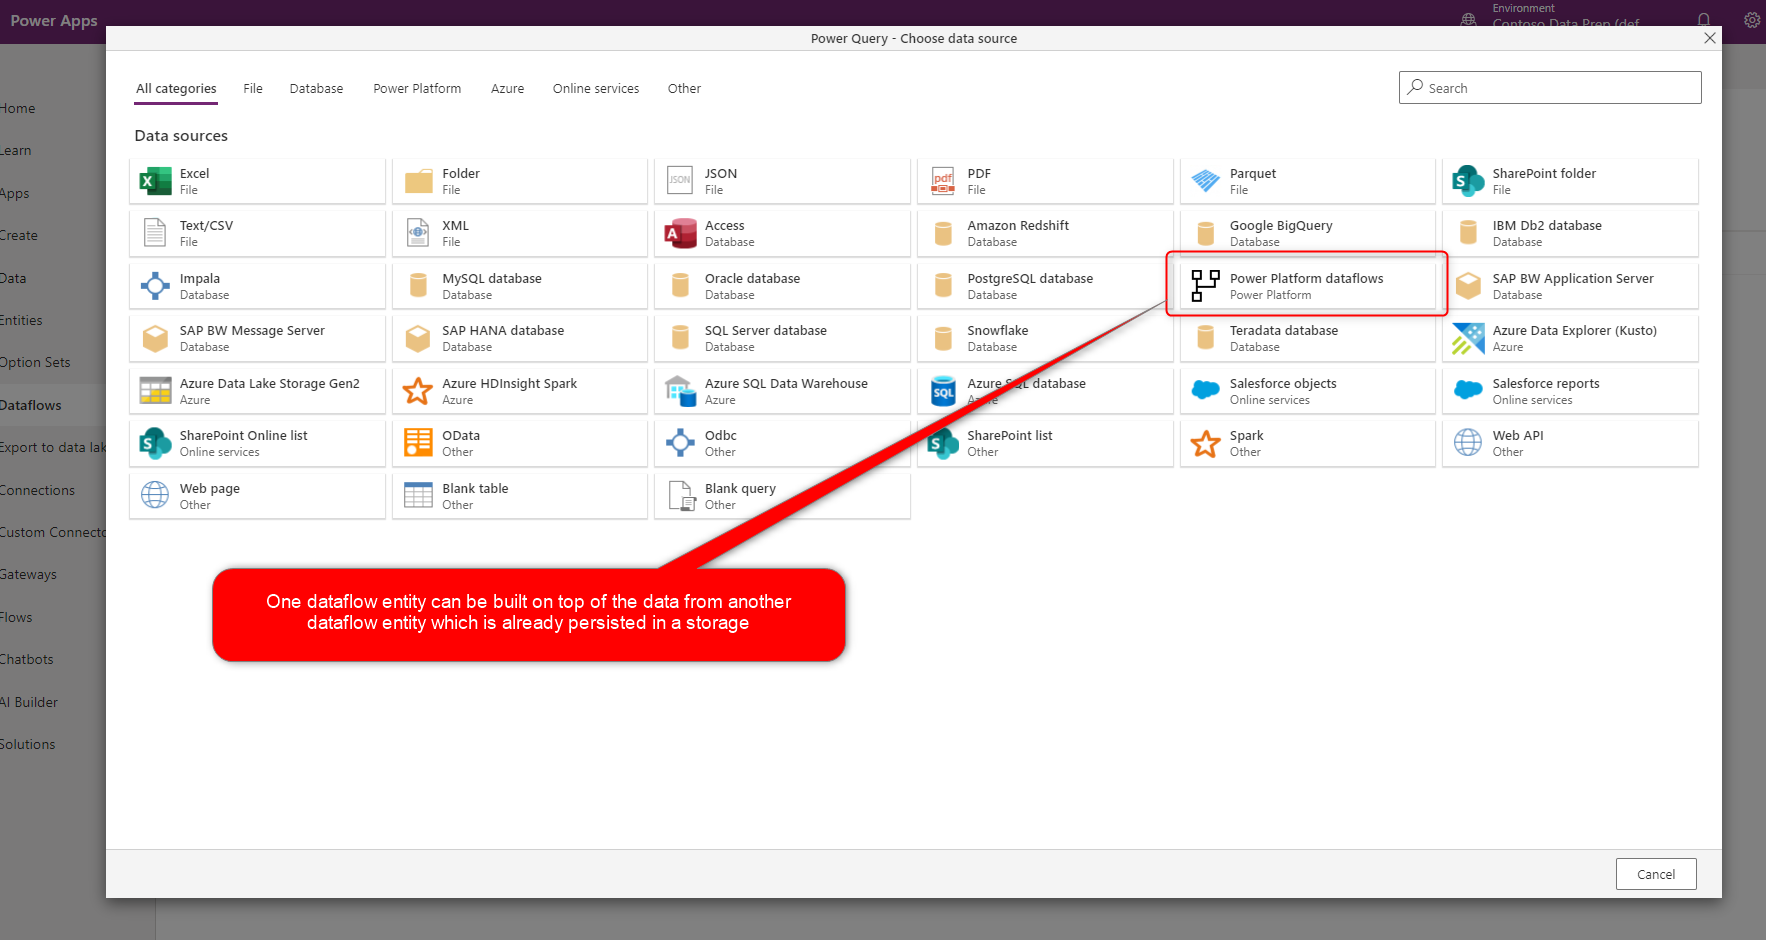 Power Apps
Environment
Contoso Data Prep (def
Power Query - Choose data source
All categories
File
Database
Power Platform
Azure
Online services
Other
Search
Data sources
Excel
File
Folder
File
JSON
JSON
File
pdf
PDF
File
Parquet
File
S
SharePoint folder
File
Text/CSV
File
XML
File
A
Access
Database
Amazon Redshift
Database
Google BigQuery
Database
IBM Db2 database
Database
Impala
Database
MySQL database
Database
Oracle database
Database
PostgreSQL database
Database
Power Platform dataflows
Power Platform
SAP BW Application Server
Database
SAP BW Message Server
Database
SAP HANA database
Database
SQL Server database
Database
Snowflake
Database
Teradata database
Database
Azure Data Explorer (Kusto)
Azure
Azure Data Lake Storage Gen2
Azure
Azure HDInsight Spark
Azure
Azure SQL Data Warehouse
Azure
SQL
Azure SQL database
Azure
Salesforce objects
Online services
Salesforce reports
Online services
S
SharePoint Online list
Online services
OData
Other
Odbc
Other
S
SharePoint list
Other
Spark
Other
Web API
Other
Web page
Other
Blank table
Other
Blank query
Other
One dataflow entity can be built on top of the data from another
dataflow entity which is already persisted in a storage
Cancel
Home
Learn
Apps
Create
Data
Entities
Option Sets
Dataflows
Export to data lak
Connections
Custom Connecto
Gateways
Flows
Chatbots
AI Builder
Solutions